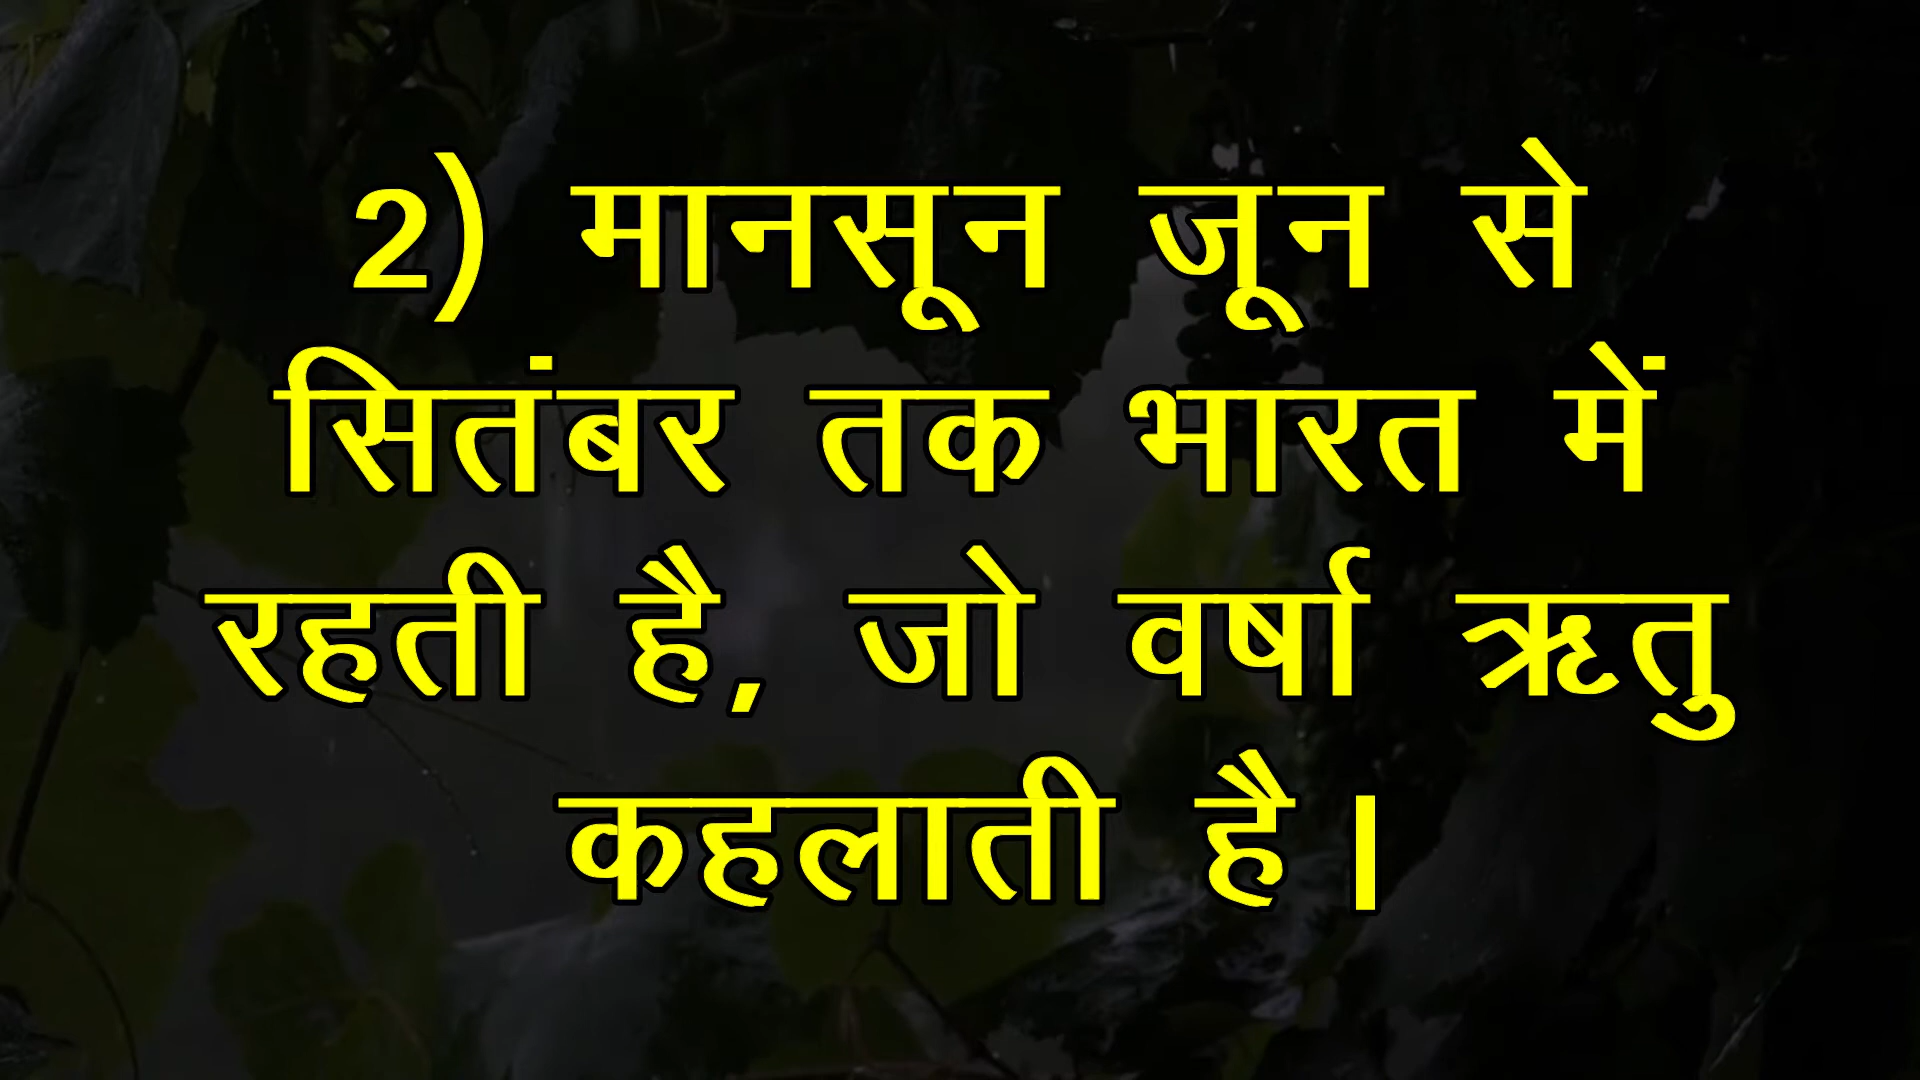 2) मानसून जून से
सितंबर तक भारत में
रहती है, जो वर्षा ऋतु
कहलाती है।